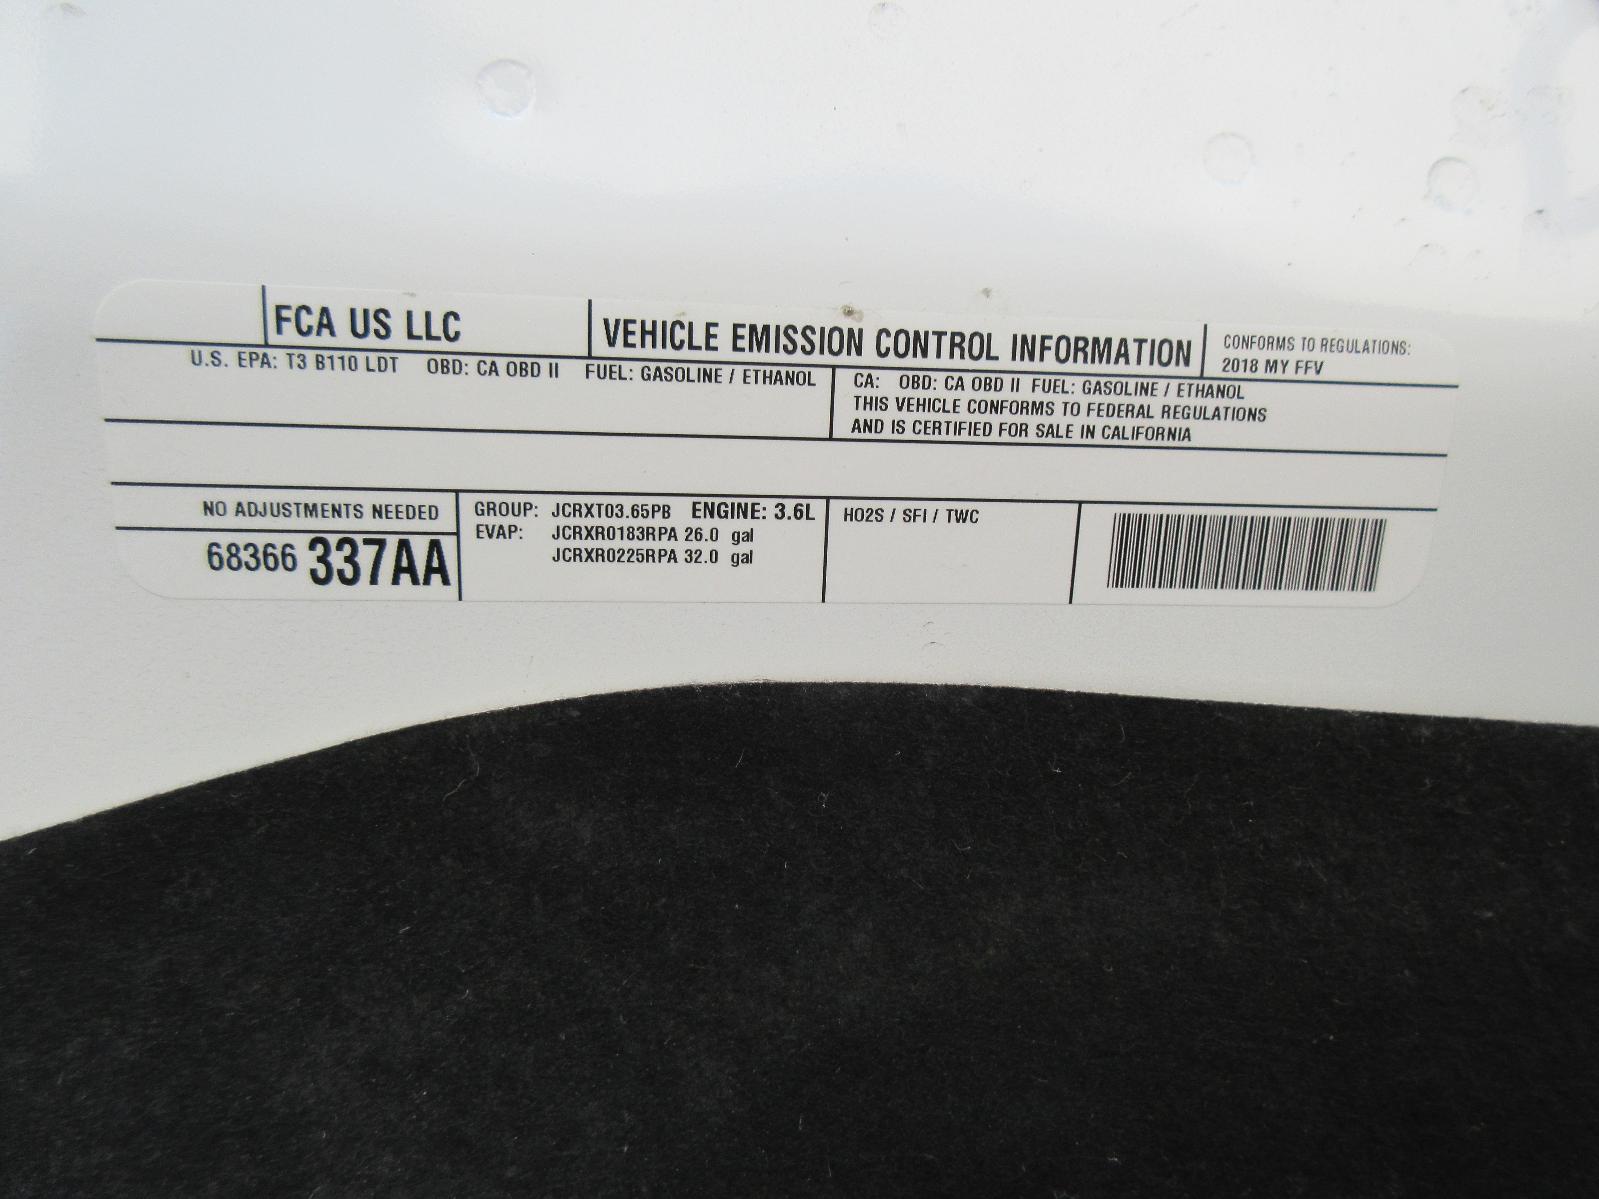 FCA US LLC
VEHICLE EMISSION CONTROL INFORMATION
CONFORMS TO REGULATIONS:
2018 MY FFV
U.S. EPA: T3 B110 LDT OBD: CA OBD II FUEL: GASOLINE / ETHANOL
CA: OBD: CA OBD II FUEL: GASOLINE / ETHANOL
THIS VEHICLE CONFORMS TO FEDERAL REGULATIONS
AND IS CERTIFIED FOR SALE IN CALIFORNIA
NO ADJUSTMENTS NEEDED
68366 337AA
GROUP: JCRXT03.65PB ENGINE: 3.6L
EVAP: JCRXR0183RPA 26.0 gal
JCRXR0225RPA 32.0 gal
HO2S / SFI / TWC